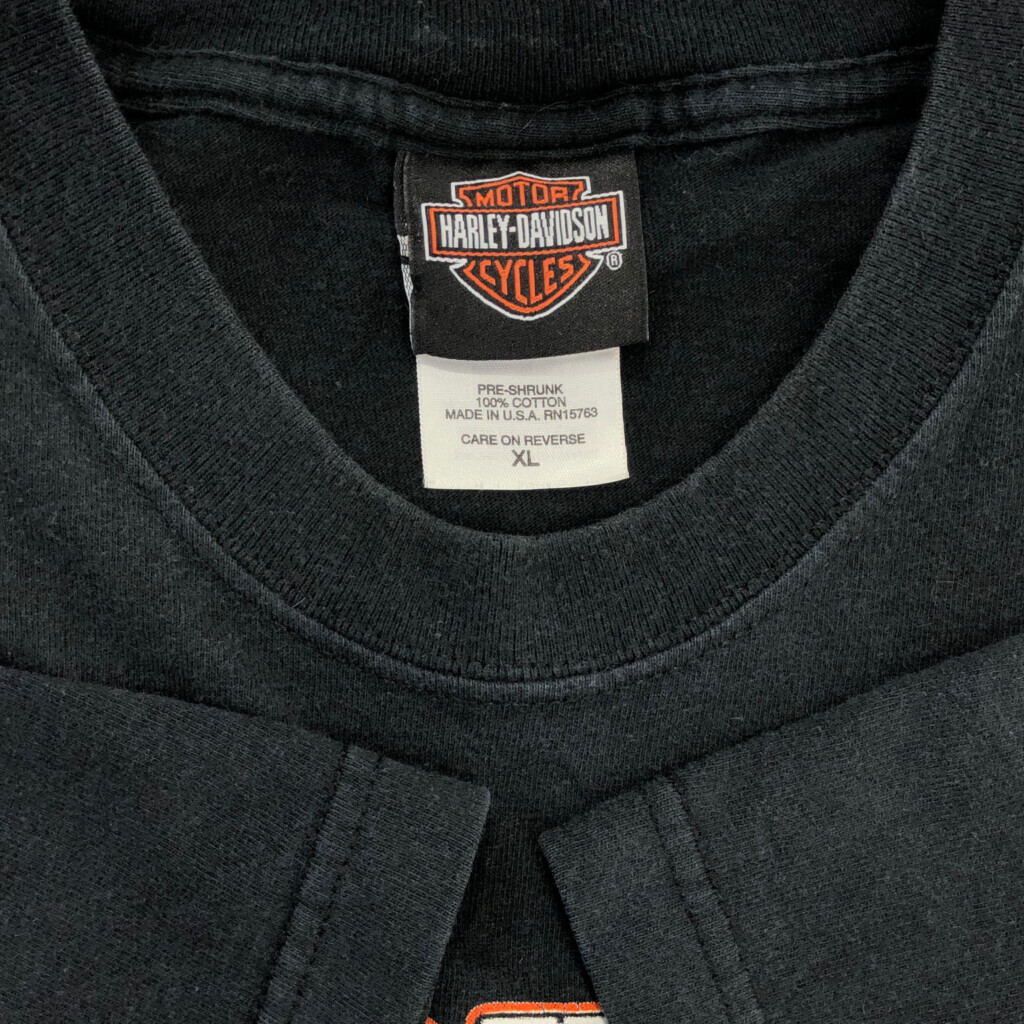 MOTOR
HARLEY-DAVIDSON
CYCLES
®
PRE-SHRUNK
100% COTTON
MADE IN U.S.A. RN15763
CARE ON REVERSE
XL